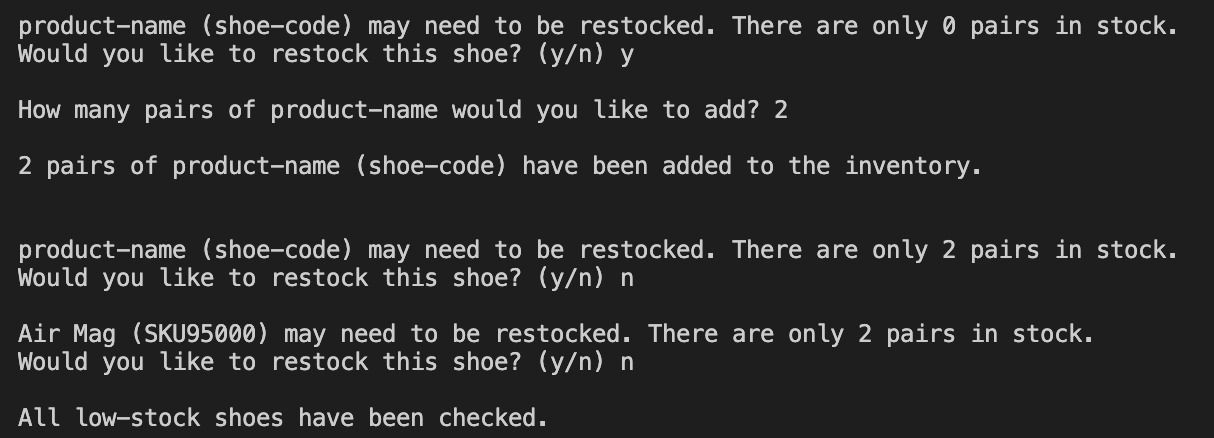 product-name (shoe-code) may need to be restocked. There are only 0 pairs in stock.
Would you like to restock this shoe? (y/n) y
How many pairs of product-name would you like to add? 2
2 pairs of product-name (shoe-code) have been added to the inventory.
product-name (shoe-code) may need to be restocked. There are only 2 pairs in stock.
Would you like to restock this shoe? (y/n) n
Air Mag (SKU95000) may need to be restocked. There are only 2 pairs in stock.
Would you like to restock this shoe? (y/n) n
All low-stock shoes have been checked.